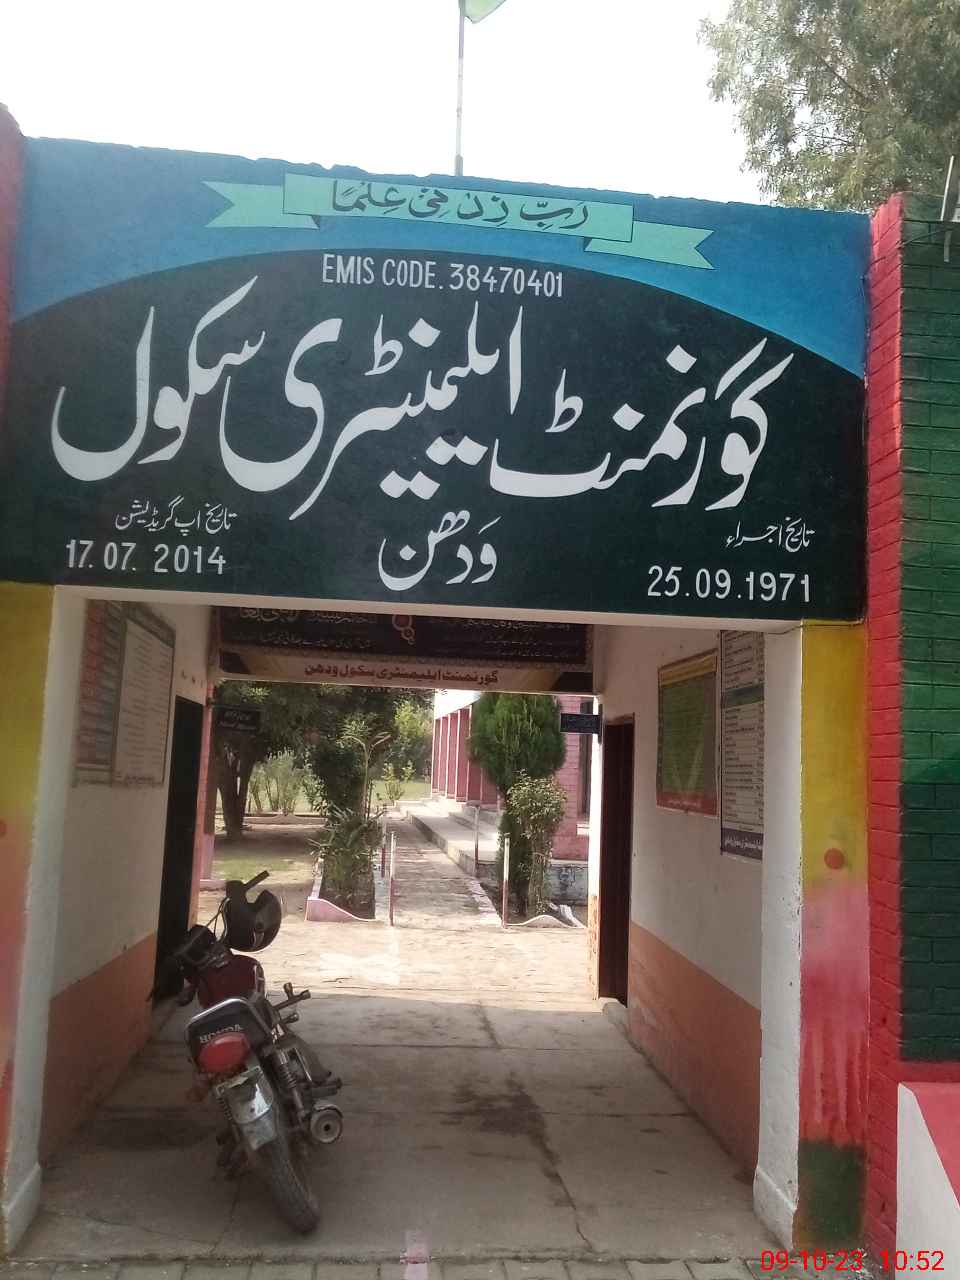 رَبِّ زِدْنِی عِلْمًا
EMIS CODE. 38470401
گورنمنٹ ایلیمنٹری سکول
ودھن
تاریخ اجراء
25.09.1971
تاریخ اپ گریڈیشن
17.07.2014
گورنمنٹ ایلیمنٹری سکول ودھن
HONDA
09-10-23 10:52